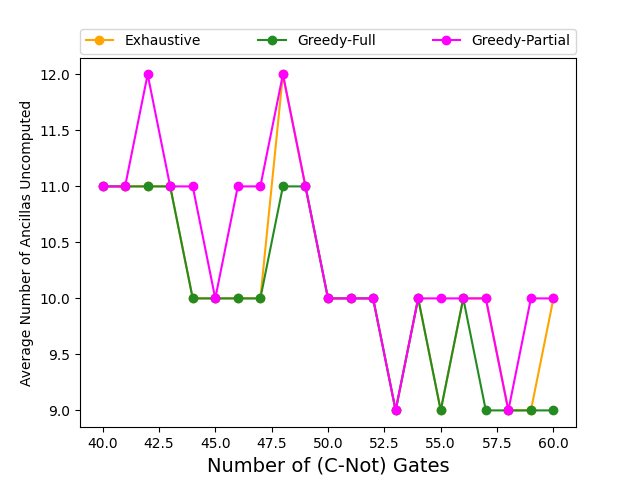 Exhaustive Greedy-Full Greedy-Partial
12.0
11.5
11.0
10.5
10.0
9.5
9.0
Average Number of Ancillas Uncomputed
40.0 42.5 45.0 47.5 50.0 52.5 55.0 57.5 60.0
Number of (C-Not) Gates